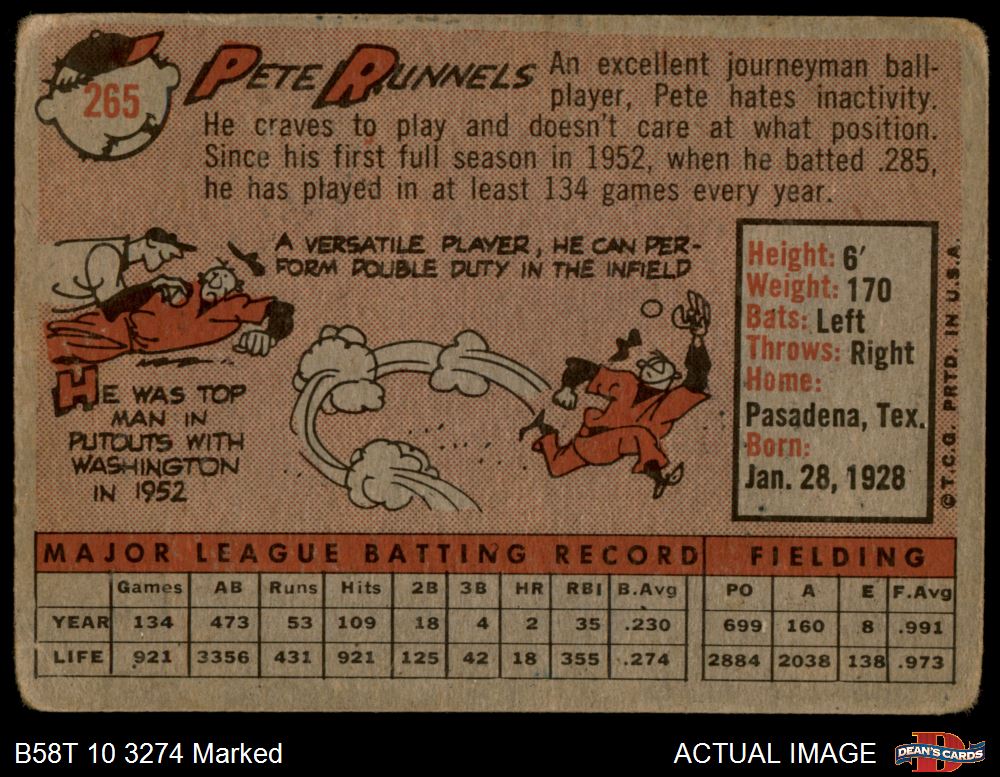 265
PETE RUNNELS
An excellent journeyman ball-
player, Pete hates inactivity.
He craves to play and doesn't care at what position.
Since his first full season in 1952, when he batted .285,
he has played in at least 134 games every year.
A VERSATILE PLAYER, HE CAN PER-
FORM DOUBLE DUTY IN THE INFIELD
HE WAS TOP
MAN IN
PUTOUTS WITH
WASHINGTON
IN 1952
Height: 6'
Weight: 170
Bats: Left
Throws: Right
Home:
Pasadena, Tex.
Born:
Jan. 28, 1928
© T.C.G. PRTD. IN U.S.A.
MAJOR LEAGUE BATTING RECORD FIELDING
Games AB Runs Hits 2B 3B HR RBI B.Avg PO A E F.Avg
YEAR 134 473 53 109 18 4 2 35 .230 699 160 8 .991
LIFE 921 3356 431 921 125 42 18 355 .274 2884 2038 138 .973
B58T 10 3274 Marked
ACTUAL IMAGE
DEAN'S CARDS